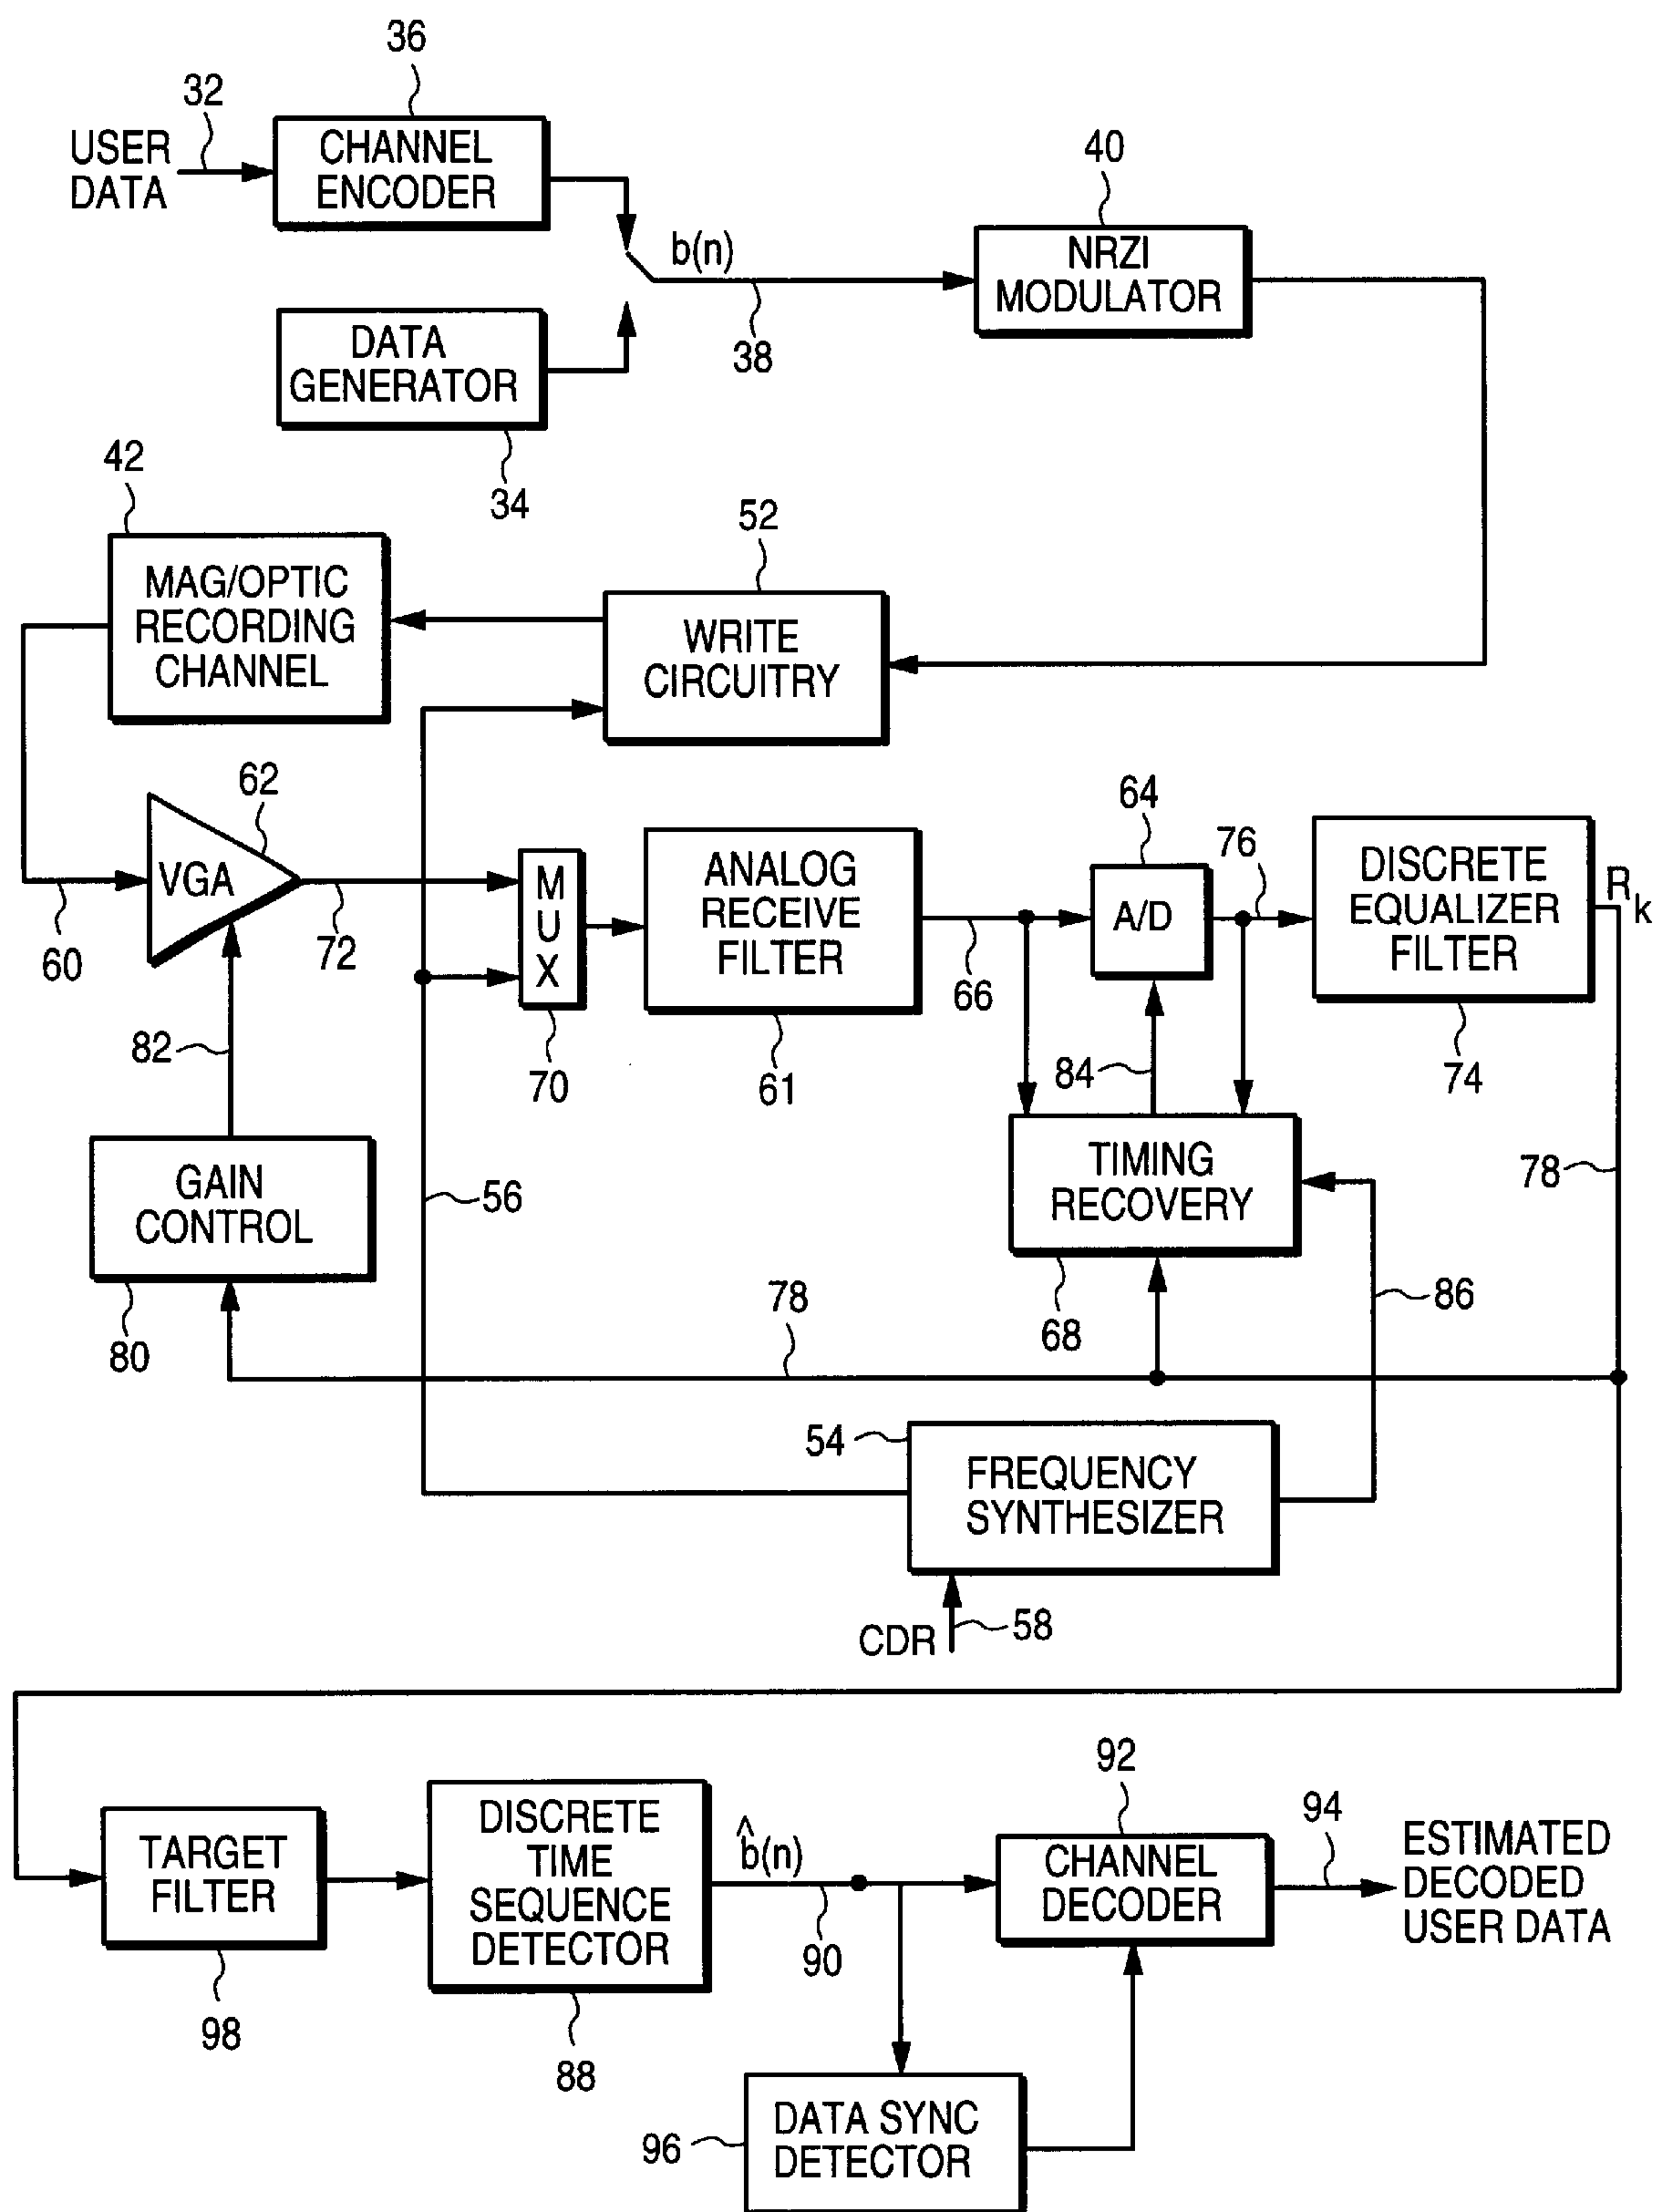 36
32
USER
DATA
CHANNEL
ENCODER
40
b(n)
NRZI
MODULATOR
38
DATA
GENERATOR
34
42
52
MAG/OPTIC
RECORDING
CHANNEL
WRITE
CIRCUITRY
62
64
76
VGA
60
72
M
U
X
70
ANALOG
RECEIVE
FILTER
61
66
A/D
DISCRETE
EQUALIZER
FILTER
74
Rk
82
84
GAIN
CONTROL
80
56
TIMING
RECOVERY
68
78
86
78
54
FREQUENCY
SYNTHESIZER
CDR
58
92
94
TARGET
FILTER
98
DISCRETE
TIME
SEQUENCE
DETECTOR
88
b̂(n)
90
CHANNEL
DECODER
ESTIMATED
DECODED
USER DATA
96
DATA SYNC
DETECTOR